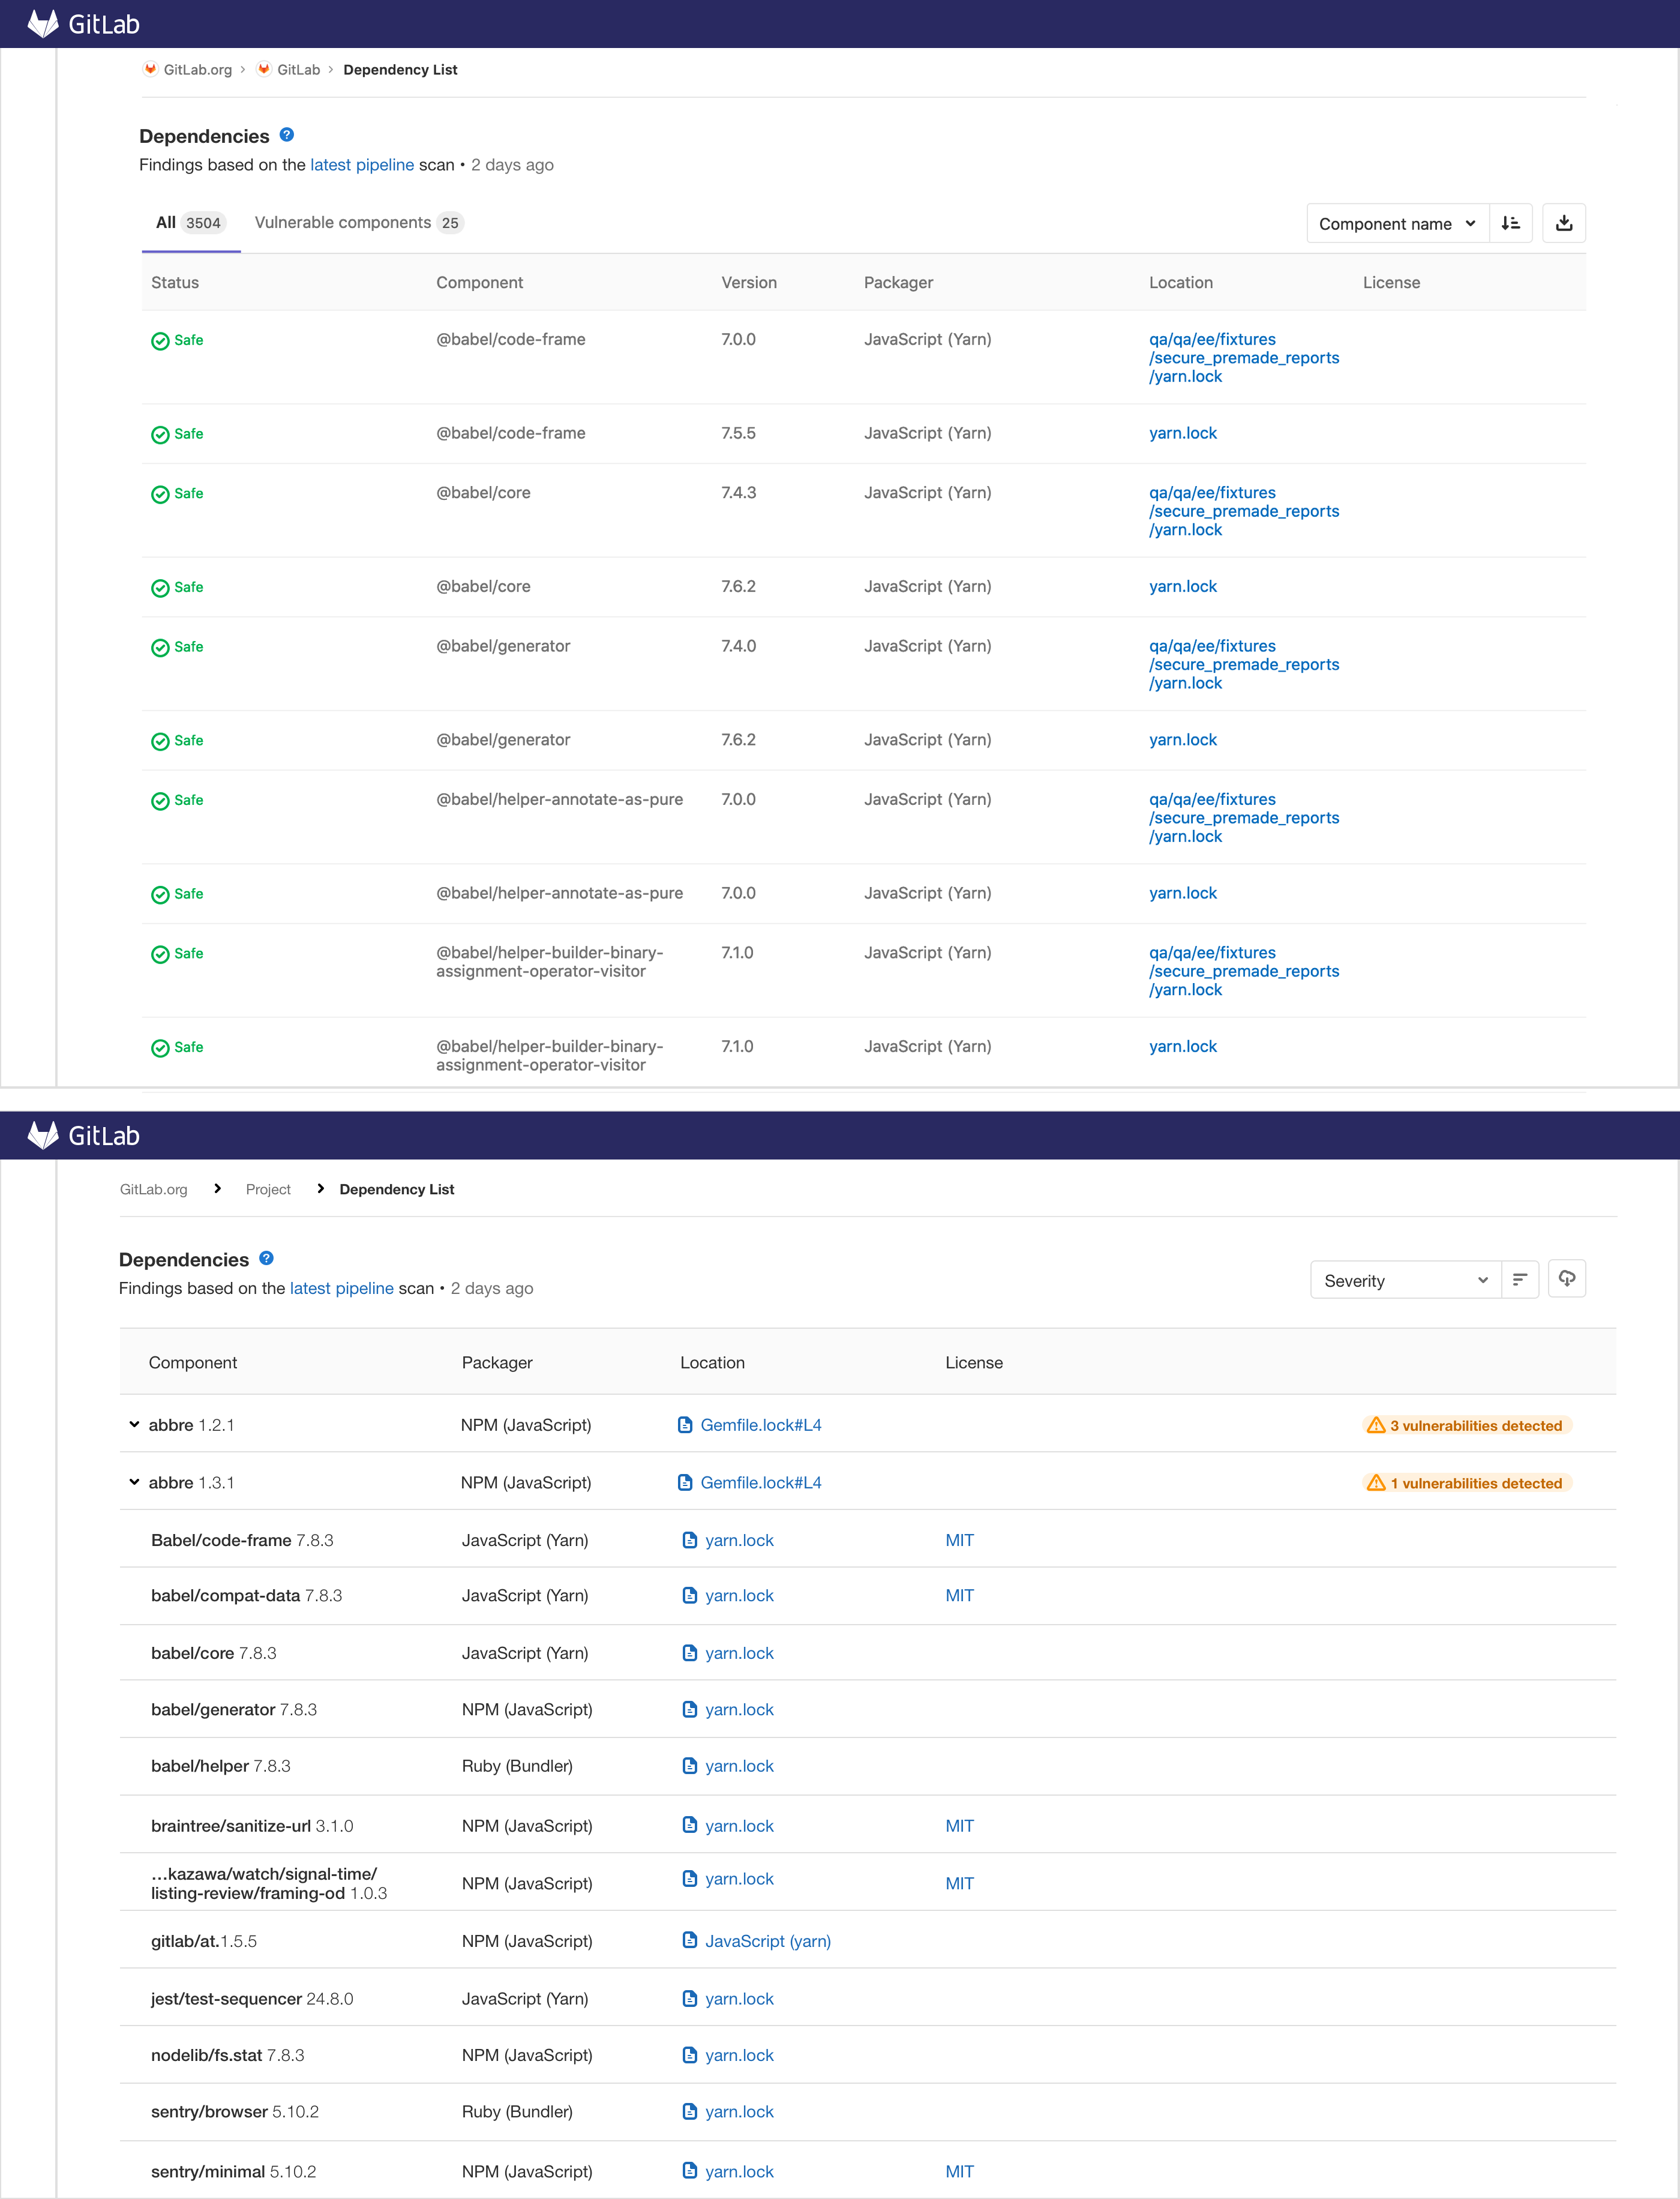 GitLab
GitLab.org > GitLab > Dependency List
Dependencies ?
Findings based on the latest pipeline scan • 2 days ago
All 3504 Vulnerable components 25 Component name
Status Component Version Packager Location License
Safe @babel/code-frame 7.0.0 JavaScript (Yarn) qa/qa/ee/fixtures
/secure_premade_reports
/yarn.lock
Safe @babel/code-frame 7.5.5 JavaScript (Yarn) yarn.lock
Safe @babel/core 7.4.3 JavaScript (Yarn) qa/qa/ee/fixtures
/secure_premade_reports
/yarn.lock
Safe @babel/core 7.6.2 JavaScript (Yarn) yarn.lock
Safe @babel/generator 7.4.0 JavaScript (Yarn) qa/qa/ee/fixtures
/secure_premade_reports
/yarn.lock
Safe @babel/generator 7.6.2 JavaScript (Yarn) yarn.lock
Safe @babel/helper-annotate-as-pure 7.0.0 JavaScript (Yarn) qa/qa/ee/fixtures
/secure_premade_reports
/yarn.lock
Safe @babel/helper-annotate-as-pure 7.0.0 JavaScript (Yarn) yarn.lock
Safe @babel/helper-builder-binary- 7.1.0 JavaScript (Yarn) qa/qa/ee/fixtures
assignment-operator-visitor /secure_premade_reports
/yarn.lock
Safe @babel/helper-builder-binary- 7.1.0 JavaScript (Yarn) yarn.lock
assignment-operator-visitor
GitLab
GitLab.org > Project > Dependency List
Dependencies ?
Findings based on the latest pipeline scan • 2 days ago
Severity
Component Packager Location License
abbre 1.2.1 NPM (JavaScript) Gemfile.lock#L4 3 vulnerabilities detected
abbre 1.3.1 NPM (JavaScript) Gemfile.lock#L4 1 vulnerabilities detected
Babel/code-frame 7.8.3 JavaScript (Yarn) yarn.lock MIT
babel/compat-data 7.8.3 JavaScript (Yarn) yarn.lock MIT
babel/core 7.8.3 JavaScript (Yarn) yarn.lock
babel/generator 7.8.3 NPM (JavaScript) yarn.lock
babel/helper 7.8.3 Ruby (Bundler) yarn.lock
braintree/sanitize-url 3.1.0 NPM (JavaScript) yarn.lock MIT
...kazawa/watch/signal-time/
listing-review/framing-od 1.0.3 NPM (JavaScript) yarn.lock MIT
gitlab/at.1.5.5 NPM (JavaScript) JavaScript (yarn)
jest/test-sequencer 24.8.0 JavaScript (Yarn) yarn.lock
nodelib/fs.stat 7.8.3 NPM (JavaScript) yarn.lock
sentry/browser 5.10.2 Ruby (Bundler) yarn.lock
sentry/minimal 5.10.2 NPM (JavaScript) yarn.lock MIT